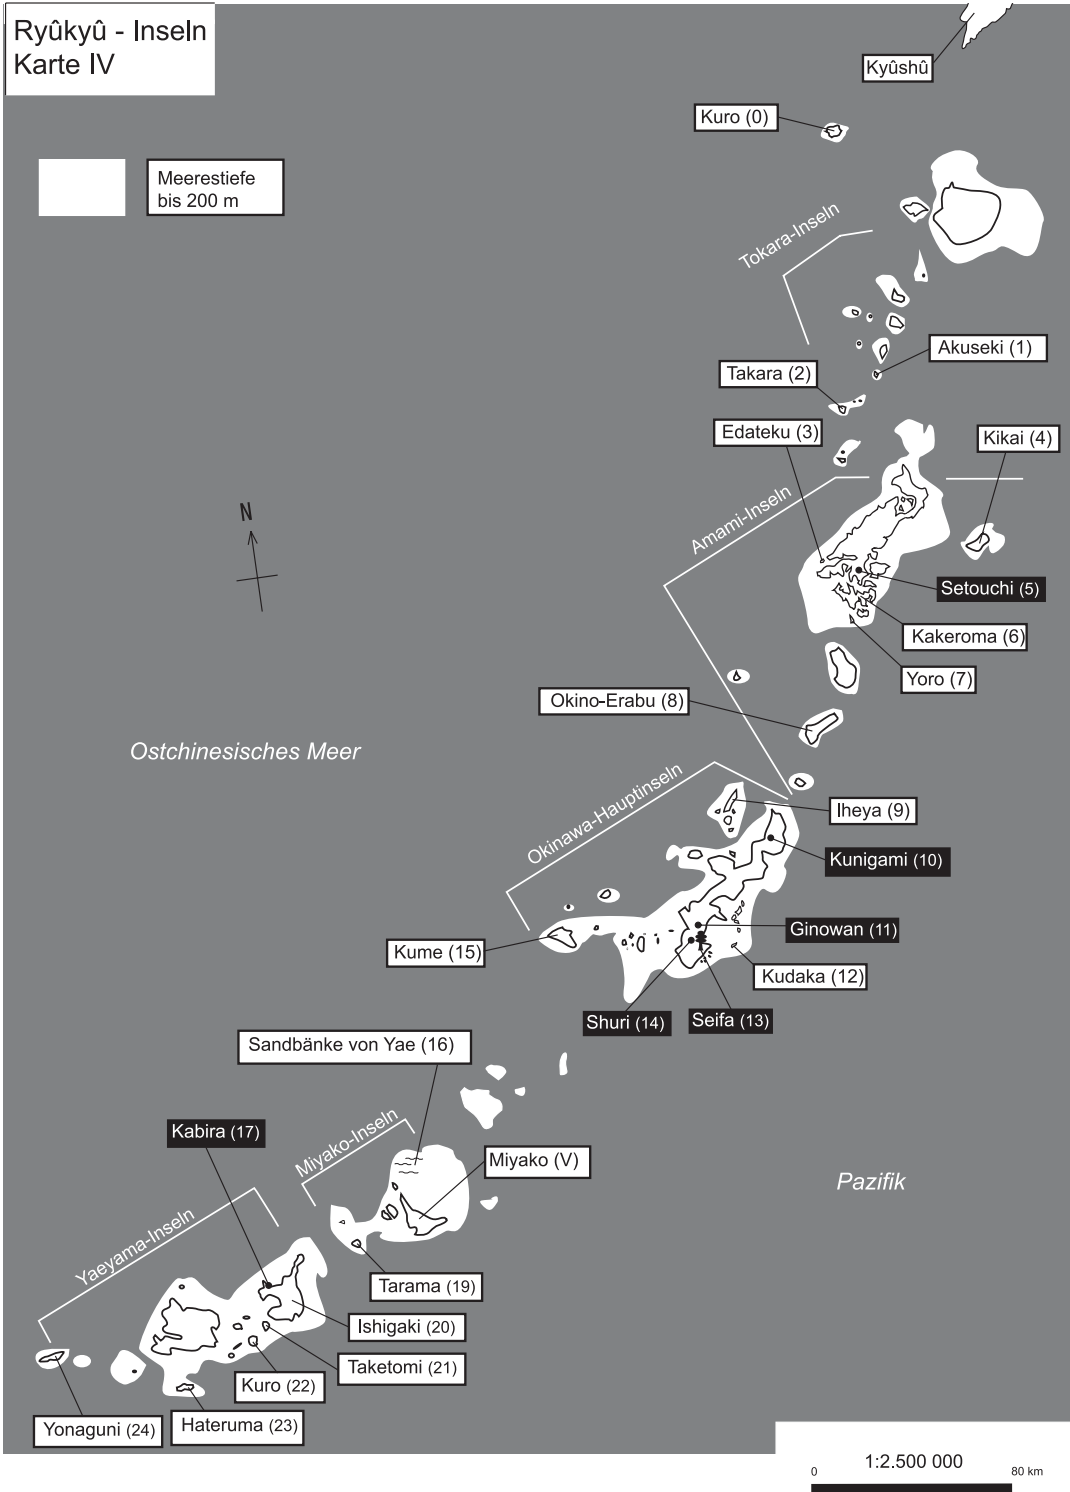 Ryûkyû - Inseln
Karte IV
Kyûshû
Kuro (0)
Meerestiefe
bis 200 m
Tokara-Inseln
Akuseki (1)
Takara (2)
Edateku (3)
Kikai (4)
Amami-Inseln
N
Setouchi (5)
Kakeroma (6)
Yoro (7)
Okino-Erabu (8)
Ostchinesisches Meer
Okinawa-Hauptinseln
Iheya (9)
Kunigami (10)
Ginowan (11)
Kume (15)
Kudaka (12)
Shuri (14)
Seifa (13)
Sandbänke von Yae (16)
Kabira (17)
Miyako-Inseln
Miyako (V)
Pazifik
Yaeyama-Inseln
Tarama (19)
Ishigaki (20)
Taketomi (21)
Kuro (22)
Hateruma (23)
Yonaguni (24)
1:2.500 000
0
80 km